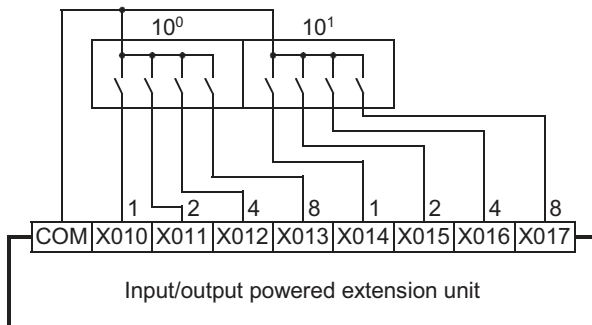 10⁰ 10¹
1 2 4 8 1 2 4 8
COM X010 X011 X012 X013 X014 X015 X016 X017
Input/output powered extension unit